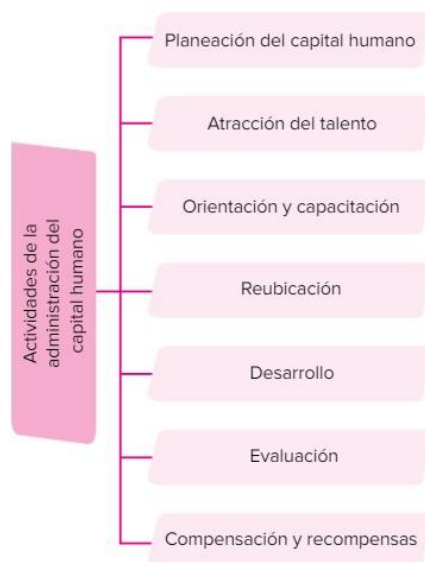 Actividades de la
administración del
capital humano
Planeación del capital humano
Atracción del talento
Orientación y capacitación
Reubicación
Desarrollo
Evaluación
Compensación y recompensas